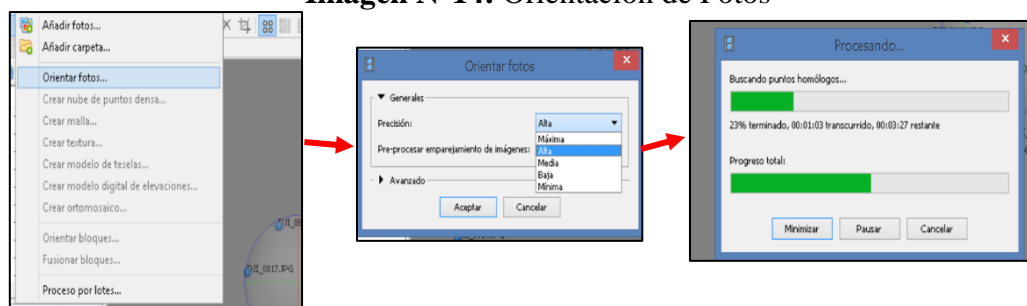 Imagen N°14: Orientación de Fotos
Añadir fotos...
Añadir carpeta...
Orientar fotos...
Crear nube de puntos densa...
Crear malla...
Crear textura...
Crear modelo de teselas...
Crear modelo digital de elevaciones...
Crear ortomosaico...
Orientar bloques...
Fusionar bloques...
Proceso por lotes...
DJI_0817.JPG
Orientar fotos
Generales
Precisión: Alta
Máxima
Pre-procesar emparejamiento de imágenes: Alta
Media
Baja
Mínima
Avanzado
Aceptar Cancelar
Procesando...
Buscando puntos homólogos...
23% terminado, 00:01:03 transcurrido, 00:03:27 restante
Progreso total:
Minimizar Pausar Cancelar